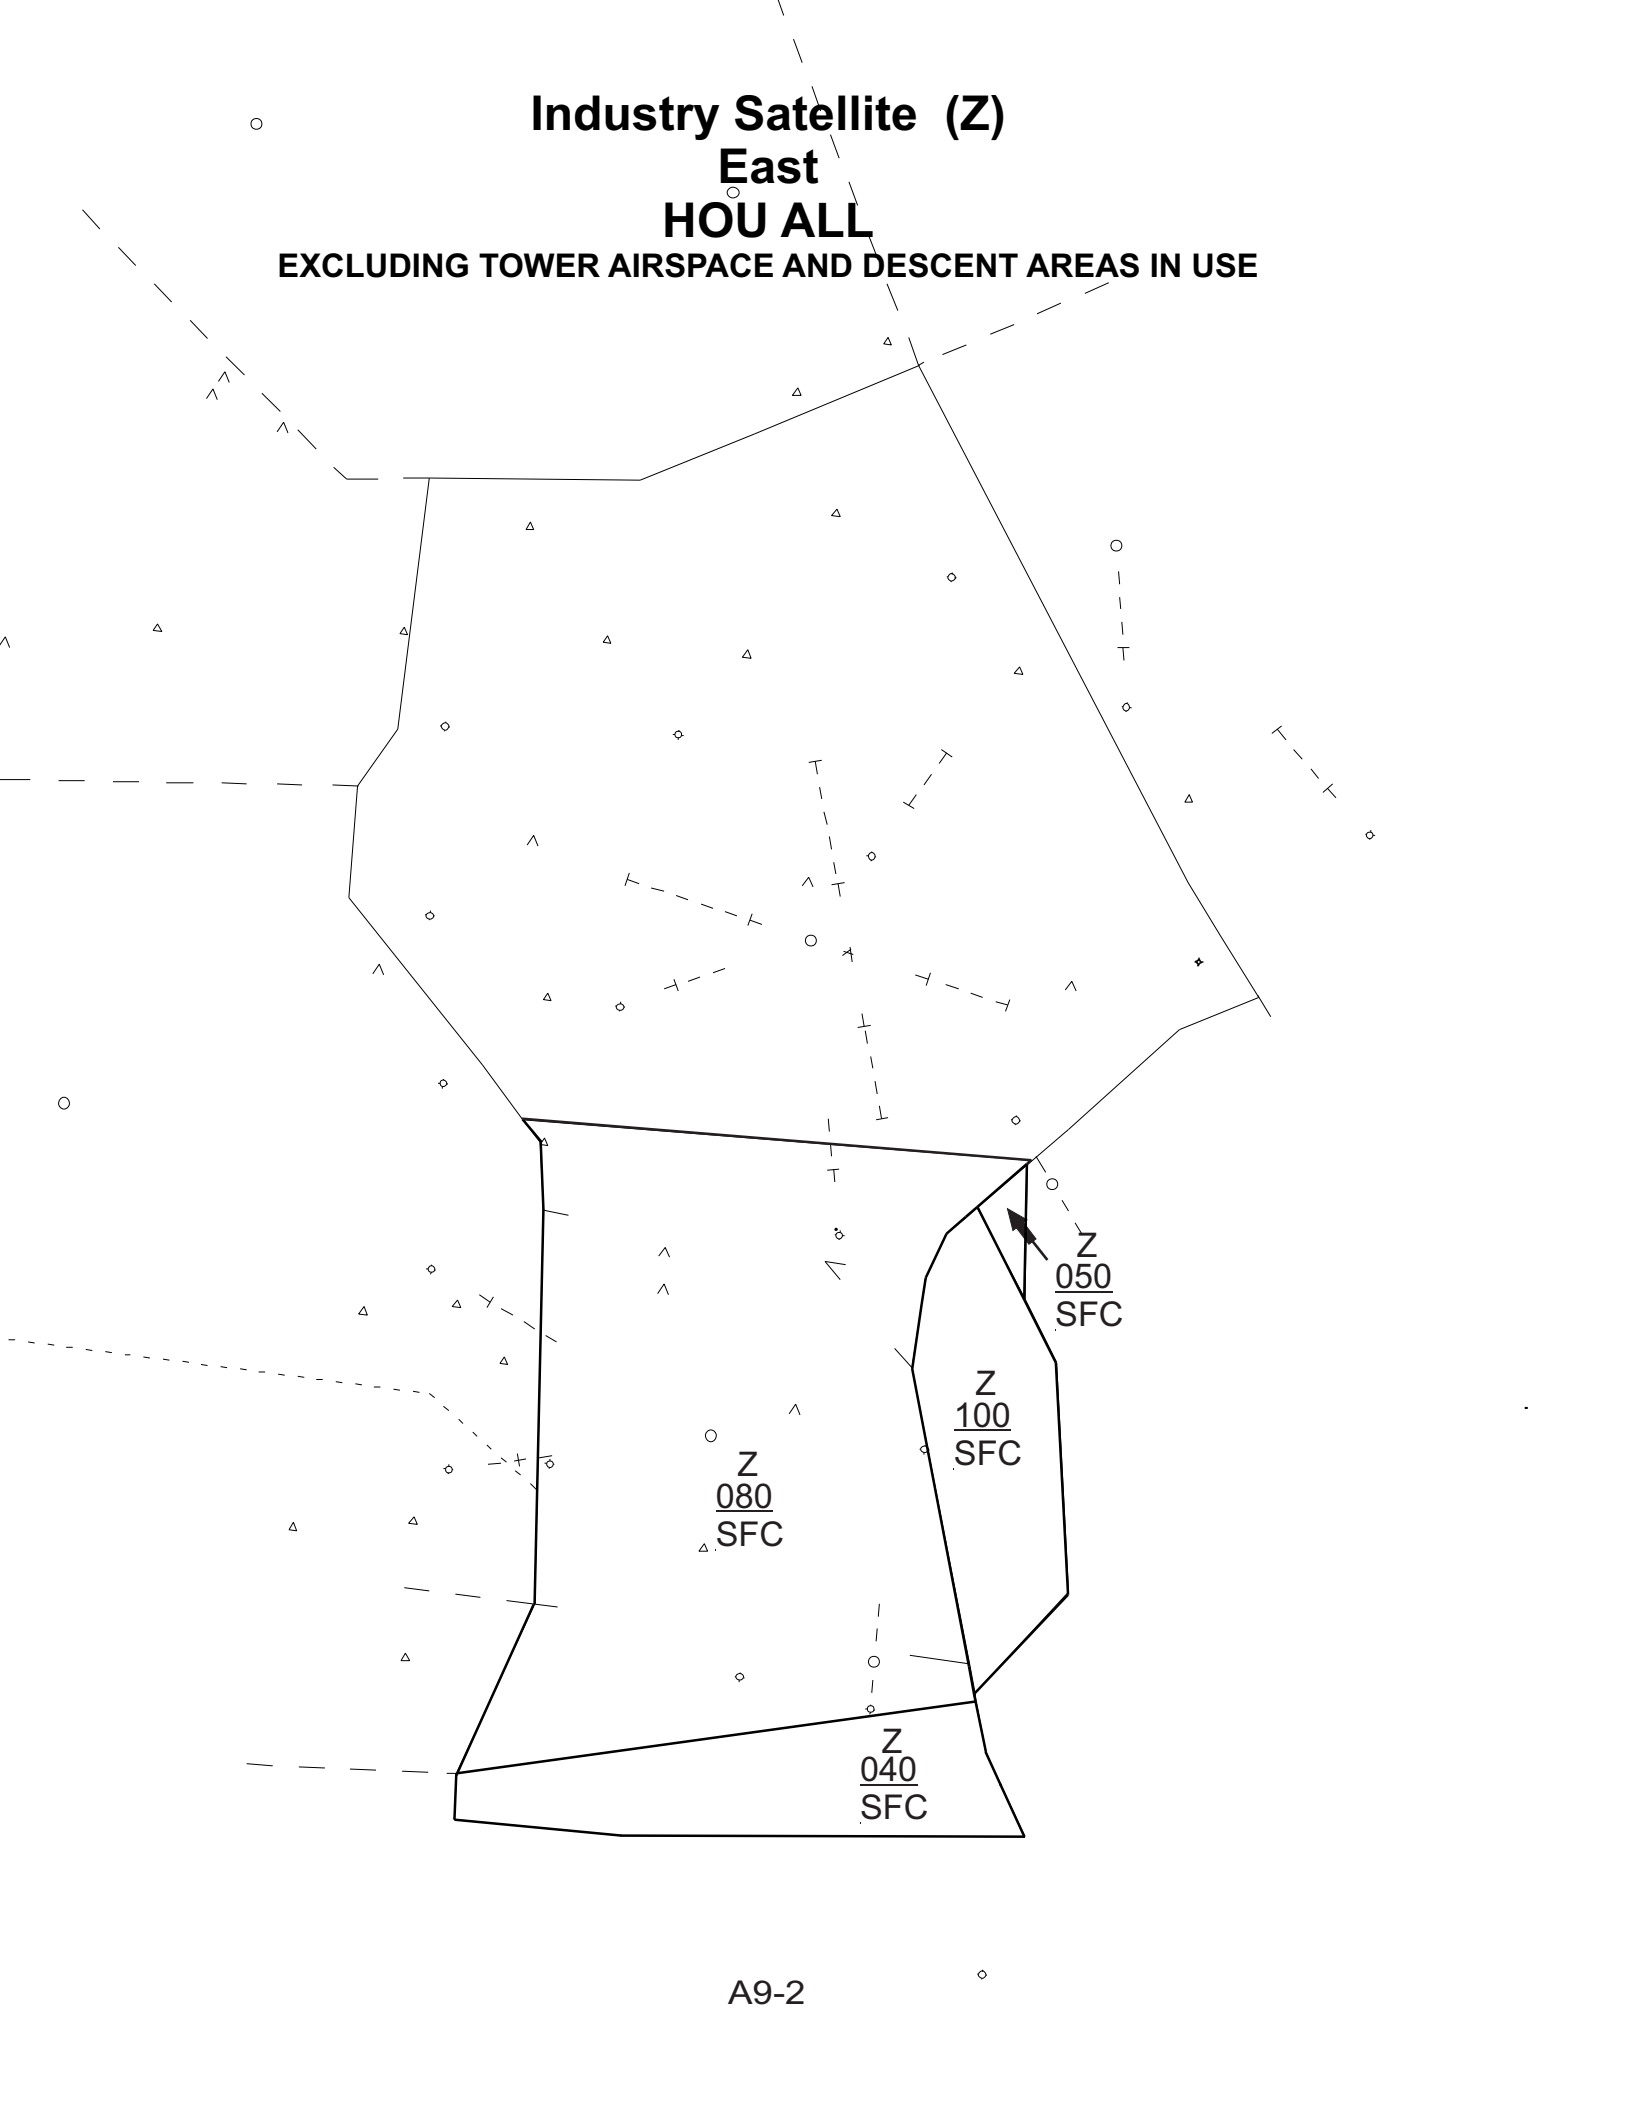 Industry Satellite (Z)
East
HOU ALL
EXCLUDING TOWER AIRSPACE AND DESCENT AREAS IN USE
Z
050
SFC
Z
100
SFC
Z
080
SFC
Z
040
SFC
A9-2